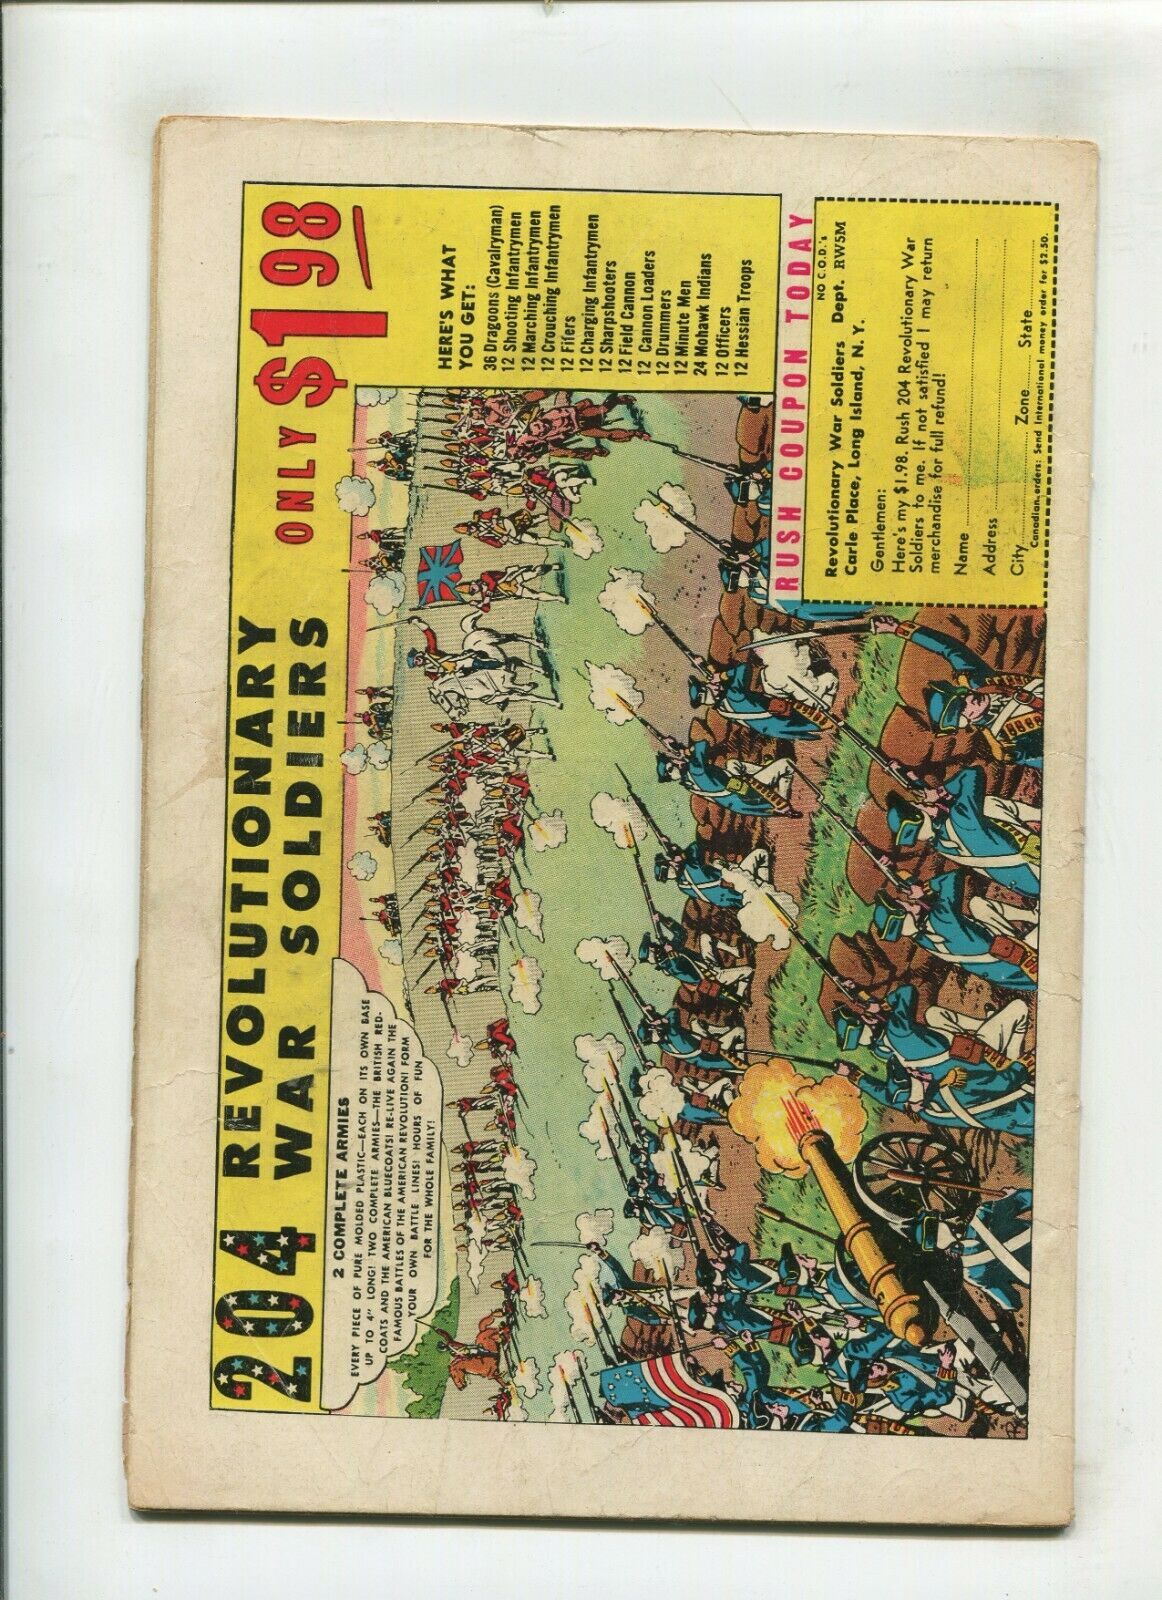 204 REVOLUTIONARY
WAR SOLDIERS
ONLY $1 98
2 COMPLETE ARMIES
EVERY PIECE OF PURE MOLDED PLASTIC—EACH ON ITS OWN BASE
UP TO 4" LONG! TWO COMPLETE ARMIES—THE BRITISH RED-
COATS AND THE AMERICAN BLUECOATS! RE-LIVE AGAIN THE
FAMOUS BATTLES OF THE AMERICAN REVOLUTION! FORM
YOUR OWN BATTLE LINES! HOURS OF FUN
FOR THE WHOLE FAMILY!
HERE'S WHAT
YOU GET:
36 Dragoons (Cavalryman)
12 Shooting Infantrymen
12 Marching Infantrymen
12 Crouching Infantrymen
12 Fifers
12 Charging Infantrymen
12 Sharpshooters
12 Field Cannon
12 Cannon Loaders
12 Drummers
12 Minute Men
24 Mohawk Indians
12 Officers
12 Hessian Troops
RUSH COUPON TODAY
NO C.O.D.'s
Revolutionary War Soldiers Dept. RW5M
Carle Place, Long Island, N. Y.
Gentlemen:
Here's my $1.98. Rush 204 Revolutionary War
Soldiers to me. If not satisfied I may return
merchandise for full refund!
Name
Address
City Zone State
Canadian orders: Send International money order for $2.50.